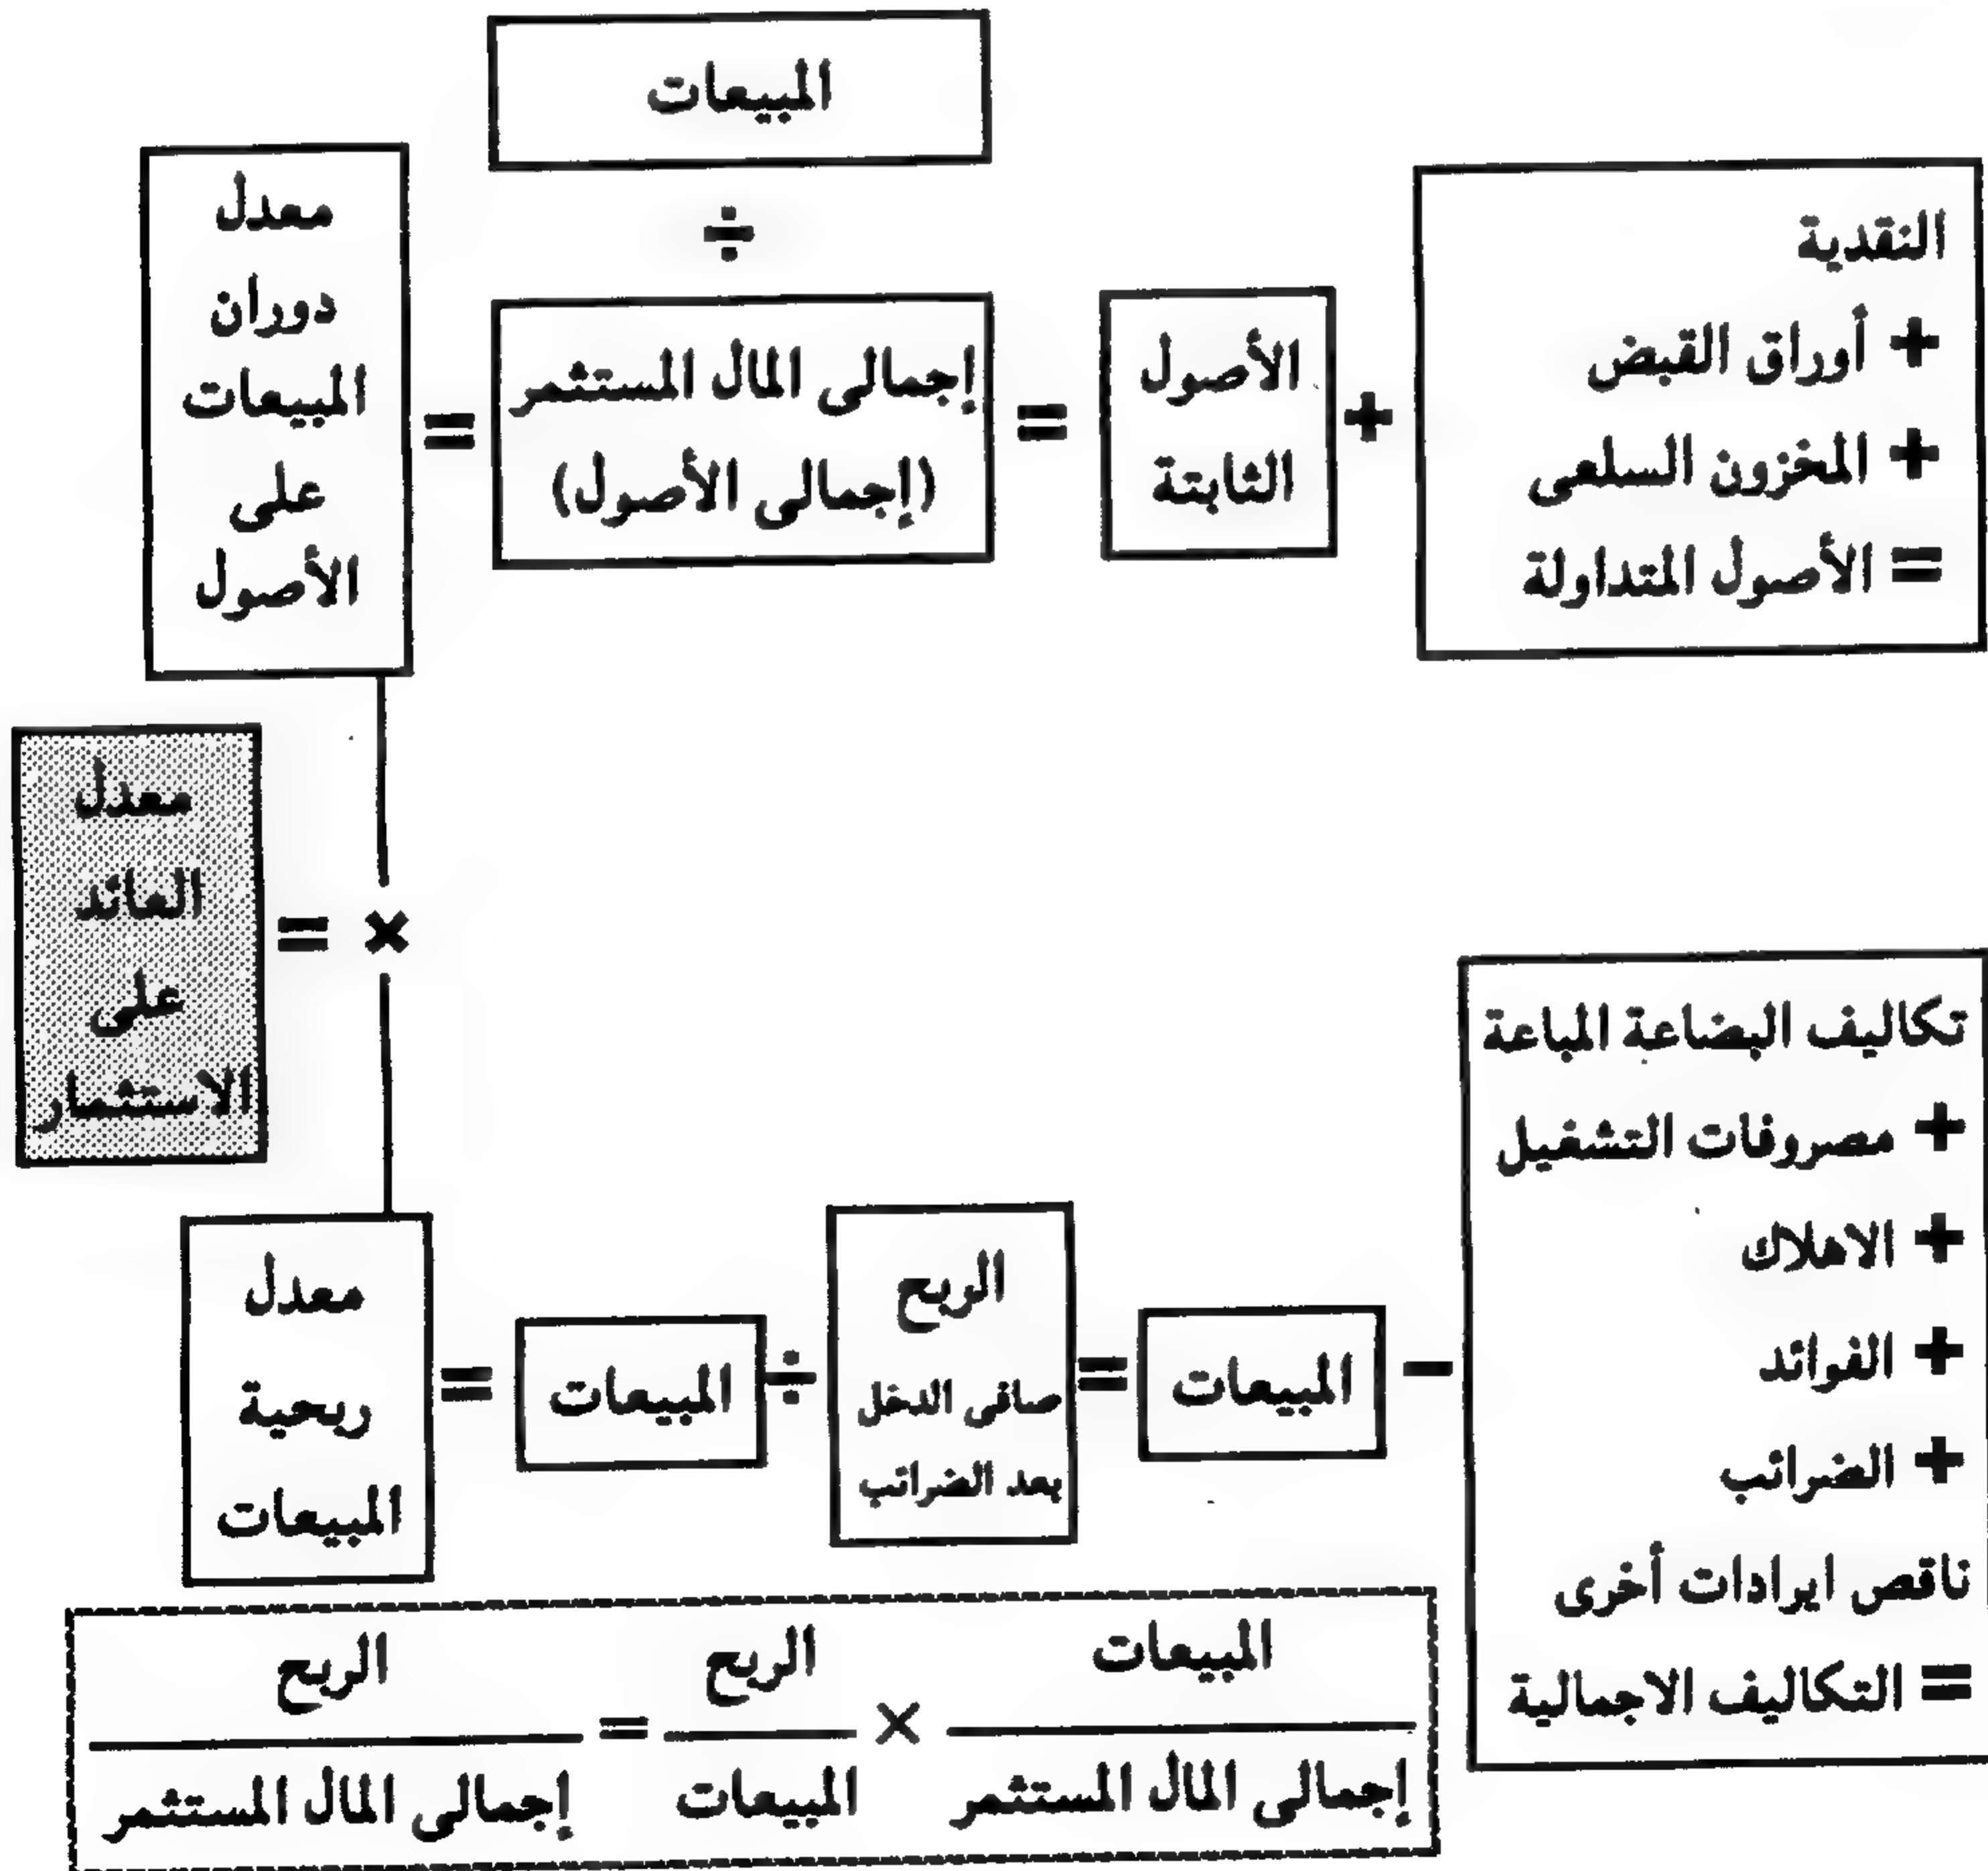 المبيعات
÷
النقدية
+ أوراق القبض
+ المخزون السلعى
= الأصول المتداولة
+
الأصول
الثابتة
=
إجمالى المال المستثمر
(إجمالى الأصول)
=
معدل
دوران
المبيعات
على
الأصول
×
=
معدل
العائد
على
الاستثمار
تكاليف البضاعة المباعة
+ مصروفات التشغيل
+ الاهلاك
+ الفوائد
+ الضرائب
ناقص ايرادات أخرى
= التكاليف الاجمالية
−
المبيعات
=
الربح
صافى الدخل
بعد الضرائب
÷
المبيعات
=
معدل
ربحية
المبيعات
المبيعات × الربح = الربح
إجمالى المال المستثمر المبيعات إجمالى المال المستثمر